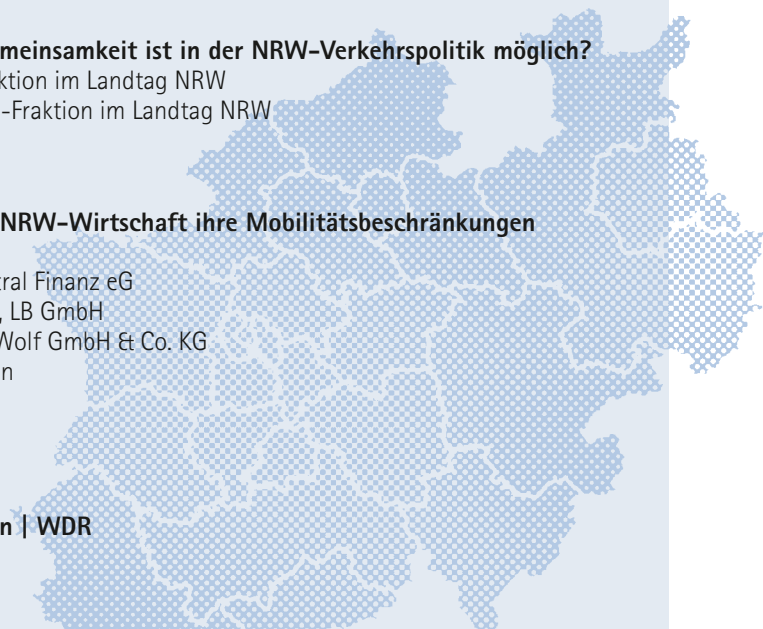 meinsamkeit ist in der NRW-Verkehrspolitik möglich?
ktion im Landtag NRW
-Fraktion im Landtag NRW
NRW-Wirtschaft ihre Mobilitätsbeschränkungen
tral Finanz eG
, LB GmbH
Wolf GmbH & Co. KG
n
n | WDR